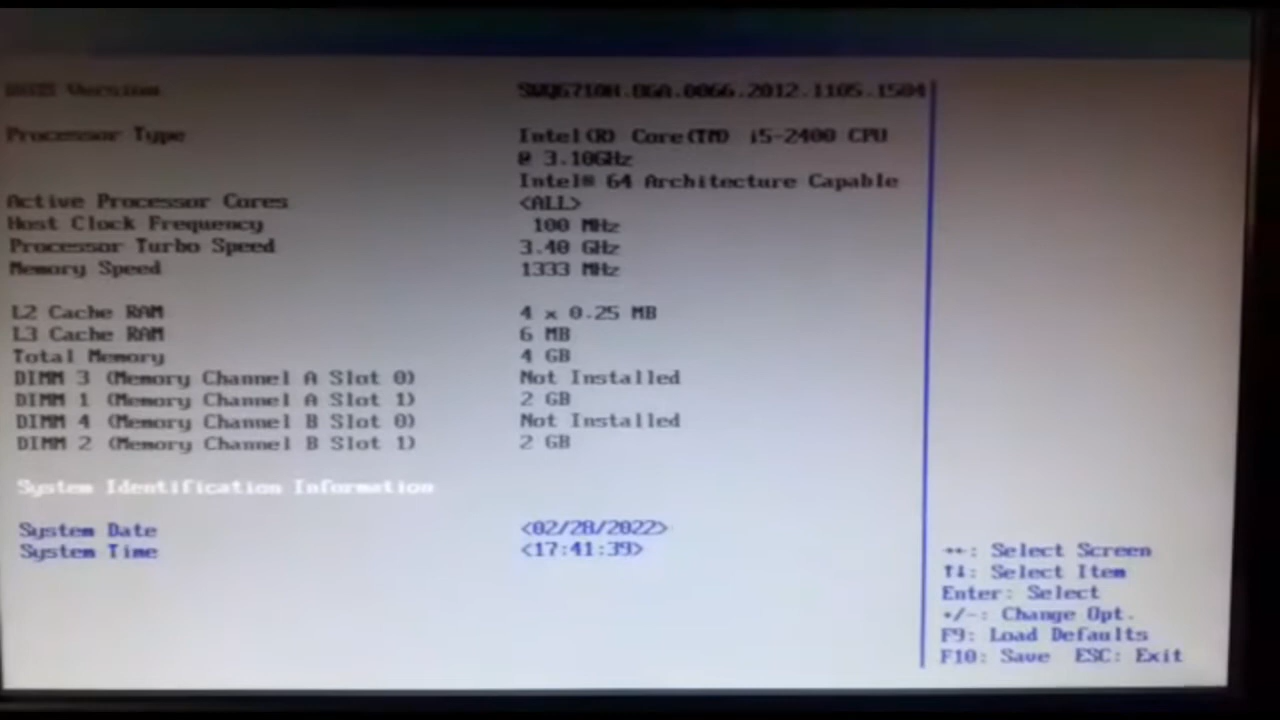 BIOS Version SWQ6710H.86A.0066.2012.1105.1504
Processor Type Intel(R) Core(TM) i5-2400 CPU
@ 3.10GHz
Intel® 64 Architecture Capable
Active Processor Cores <ALL>
Host Clock Frequency 100 MHz
Processor Turbo Speed 3.40 GHz
Memory Speed 1333 MHz
L2 Cache RAM 4 x 0.25 MB
L3 Cache RAM 6 MB
Total Memory 4 GB
DIMM 3 (Memory Channel A Slot 0) Not Installed
DIMM 1 (Memory Channel A Slot 1) 2 GB
DIMM 4 (Memory Channel B Slot 0) Not Installed
DIMM 2 (Memory Channel B Slot 1) 2 GB
System Identification Information
System Date <02/28/2022>
System Time <17:41:39>
→←: Select Screen
↑↓: Select Item
Enter: Select
+/-: Change Opt.
F9: Load Defaults
F10: Save ESC: Exit